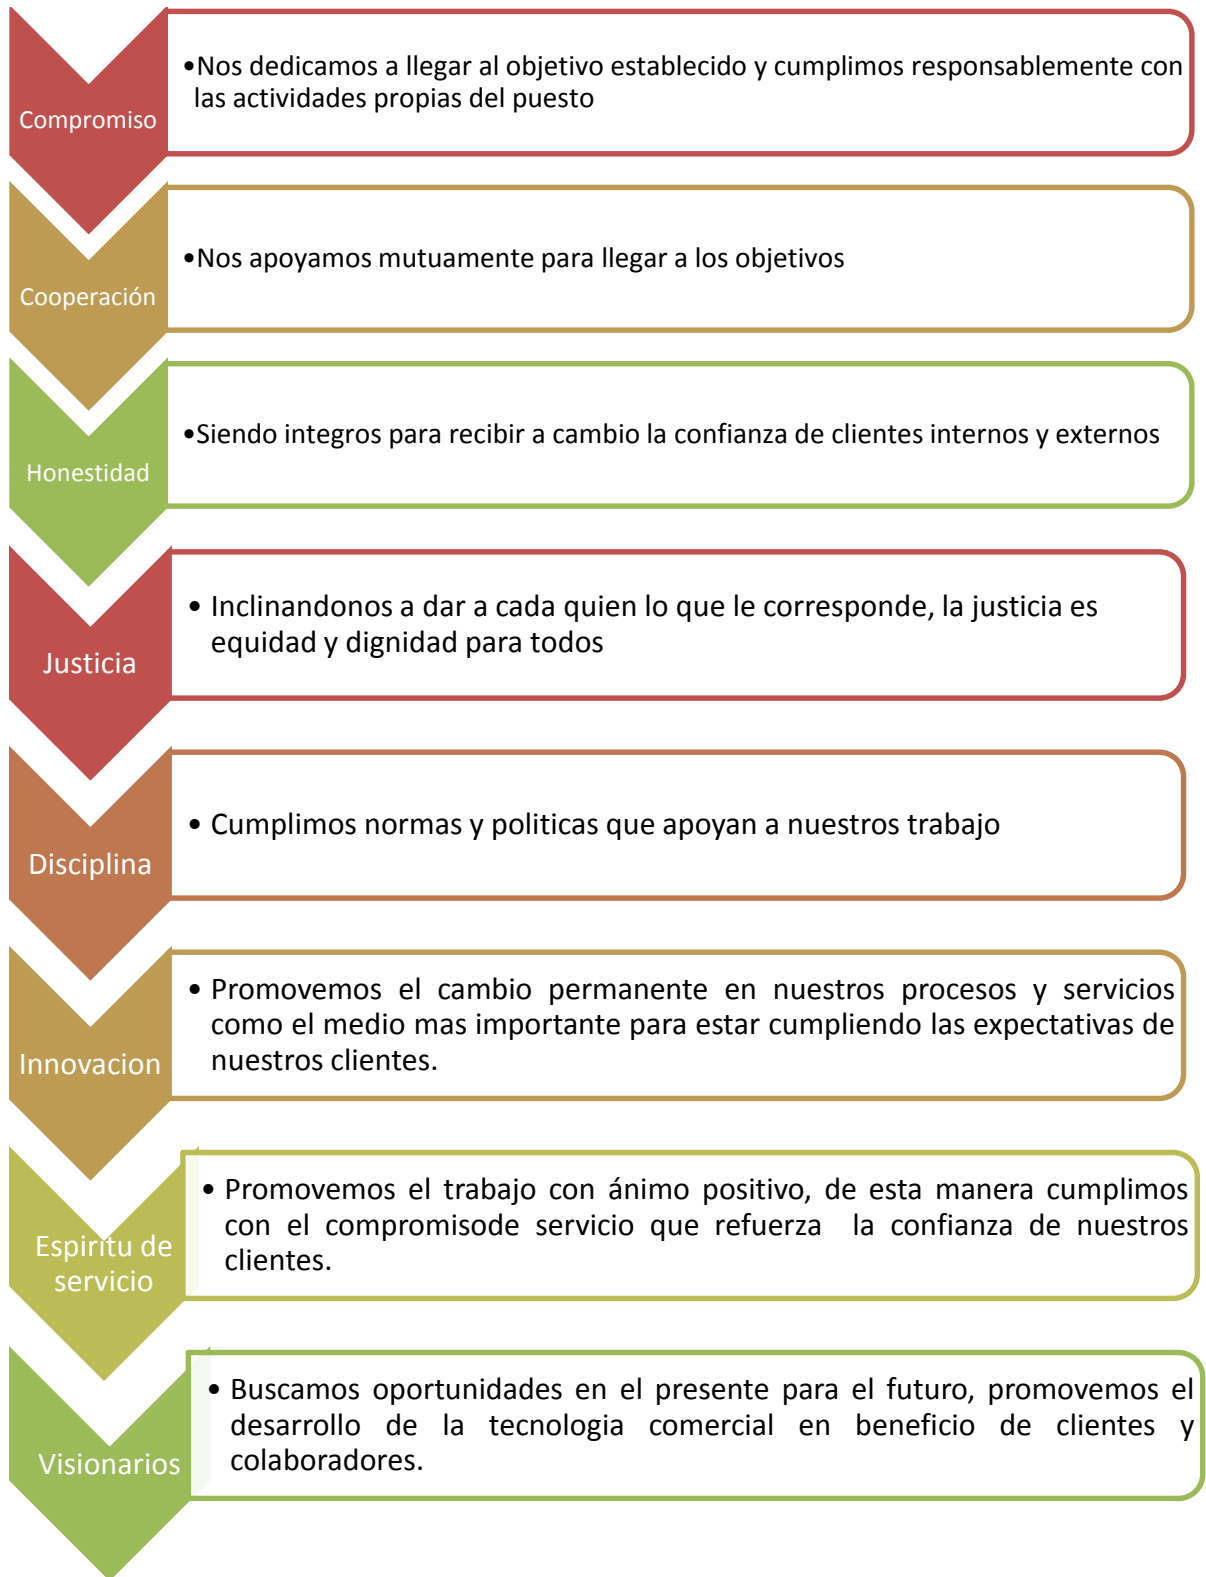 Compromiso
•Nos dedicamos a llegar al objetivo establecido y cumplimos responsablemente con
las actividades propias del puesto
Cooperación
•Nos apoyamos mutuamente para llegar a los objetivos
Honestidad
•Siendo integros para recibir a cambio la confianza de clientes internos y externos
Justicia
• Inclinandonos a dar a cada quien lo que le corresponde, la justicia es
equidad y dignidad para todos
Disciplina
• Cumplimos normas y politicas que apoyan a nuestros trabajo
Innovacion
• Promovemos el cambio permanente en nuestros procesos y servicios
como el medio mas importante para estar cumpliendo las expectativas de
nuestros clientes.
Espiritu de
servicio
• Promovemos el trabajo con ánimo positivo, de esta manera cumplimos
con el compromisode servicio que refuerza la confianza de nuestros
clientes.
Visionarios
• Buscamos oportunidades en el presente para el futuro, promovemos el
desarrollo de la tecnologia comercial en beneficio de clientes y
colaboradores.